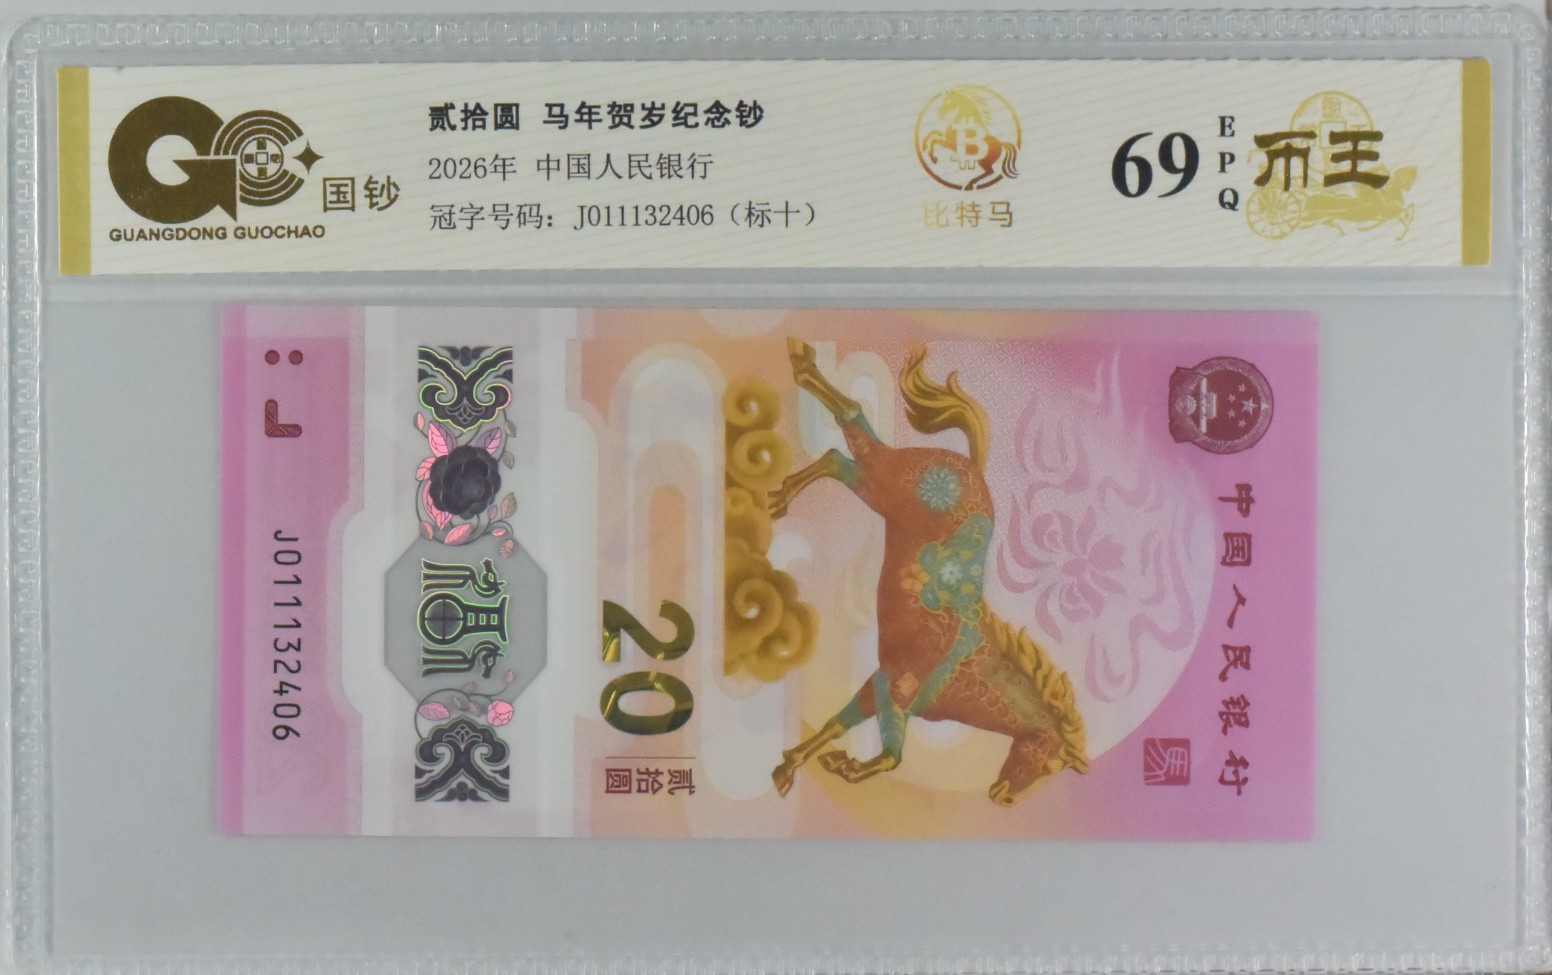 贰拾圆 马年贺岁纪念钞
2026年 中国人民银行
冠字号码：J011132406（标十）
国钞
GUANGDONG GUOCHAO
比特马
69
EPQ
币王
中国人民银行
马
20
贰拾圆
J011132406